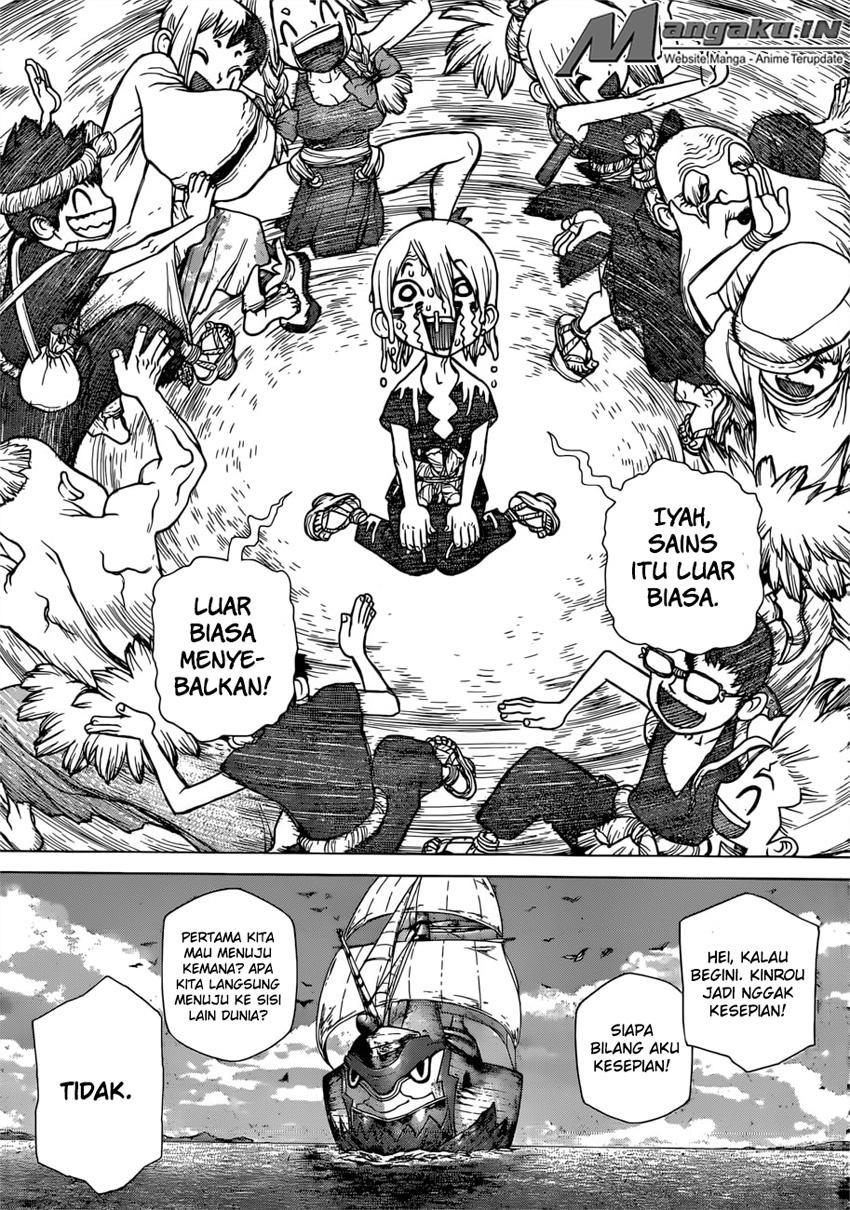 Mangaku.in
Website Manga - Anime Terupdate
IYAH,
SAINS
ITU LUAR
BIASA.
LUAR
BIASA
MENYE-
BALKAN!
HEI, KALAU
BEGINI. KINROU
JADI NGGAK
KESEPIAN!
SIAPA
BILANG AKU
KESEPIAN!
PERTAMA KITA
MAU MENUJU
KEMANA? APA
KITA LANGSUNG
MENUJU KE SISI
LAIN DUNIA?
TIDAK.